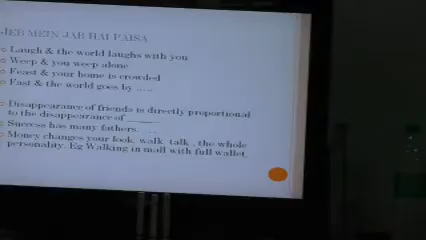 JEB MEIN JAB HAI PAISA
Laugh & the world laughs with you
Weep & you weep alone
Feast & your home is crowded
Fast & the world goes by .....
Disappearance of friends is directly proportional
to the disappearance of ______
Success has many fathers.....
Money changes your look, walk, talk , the whole
personality. Eg Walking in mall with full wallet.